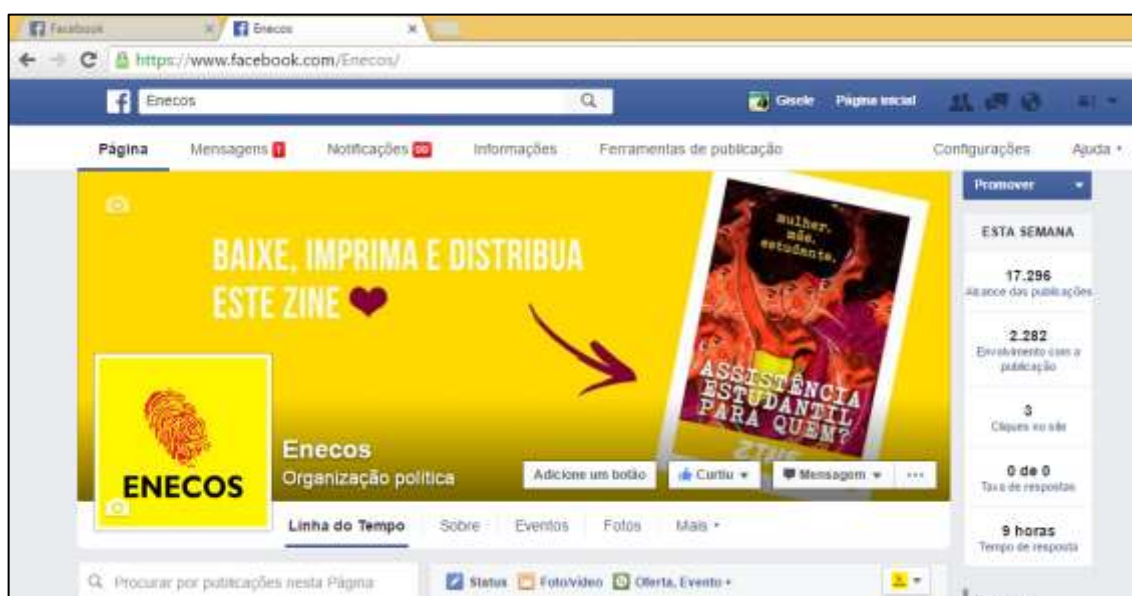 Facebook
Enecos
https://www.facebook.com/Enecos/
Enecos
Gisele Página inicial
Página Mensagens 1 Notificações Informações Ferramentas de publicação Configurações Ajuda
Promover
BAIXE, IMPRIMA E DISTRIBUA
ESTE ZINE
mulher.
mãe.
estudante.
ASSISTÊNCIA
ESTUDANTIL
PARA QUEM?
ZINE
ENECOS
Enecos
Organização política
Adicione um botão Curtiu Mensagem ...
Linha do Tempo Sobre Eventos Fotos Mais
ESTA SEMANA
17.296
Alcance das publicações
2.282
Envolvimento com a
publicação
3
Cliques no site
0 de 0
Taxa de respostas
9 horas
Tempo de resposta
Procurar por publicações nesta Página
Status Foto/vídeo Oferta, Evento +